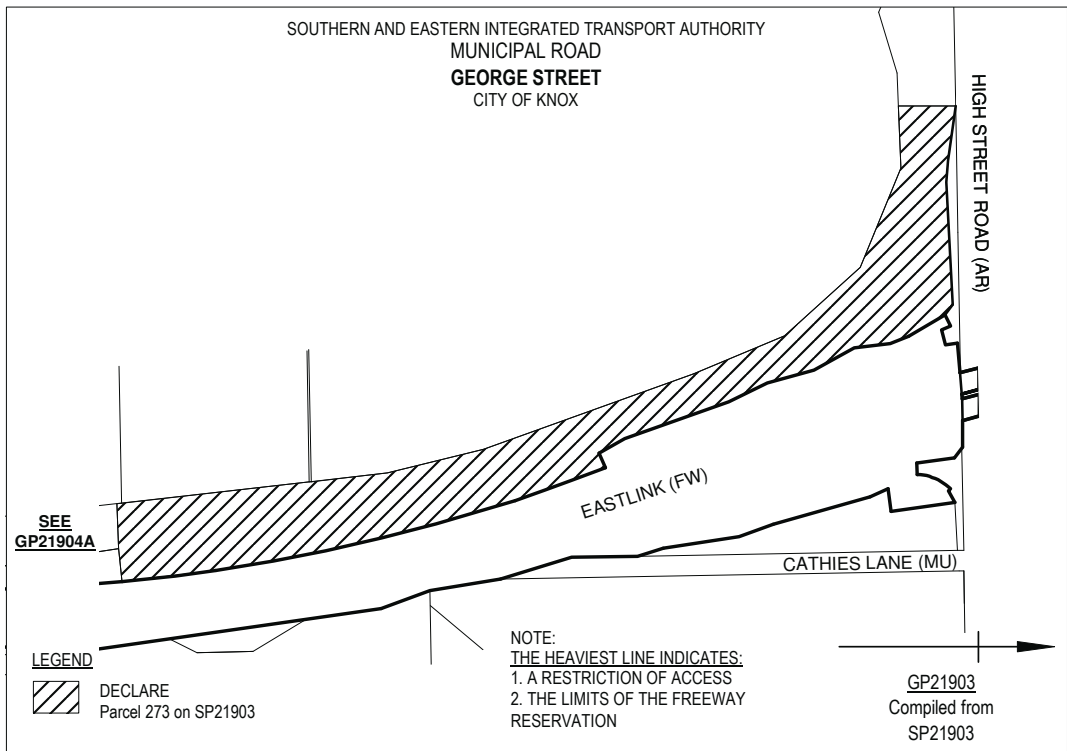 SOUTHERN AND EASTERN INTEGRATED TRANSPORT AUTHORITY
MUNICIPAL ROAD
GEORGE STREET
CITY OF KNOX
HIGH STREET ROAD (AR)
SEE
GP21904A
EASTLINK (FW)
CATHIES LANE (MU)
LEGEND
DECLARE
Parcel 273 on SP21903
NOTE:
THE HEAVIEST LINE INDICATES:
1. A RESTRICTION OF ACCESS
2. THE LIMITS OF THE FREEWAY
RESERVATION
GP21903
Compiled from
SP21903